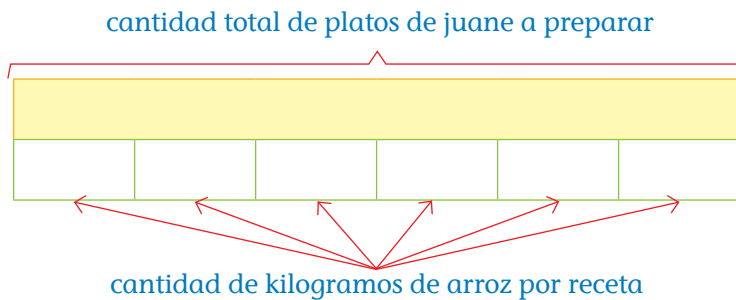 cantidad total de platos de juane a preparar
cantidad de kilogramos de arroz por receta